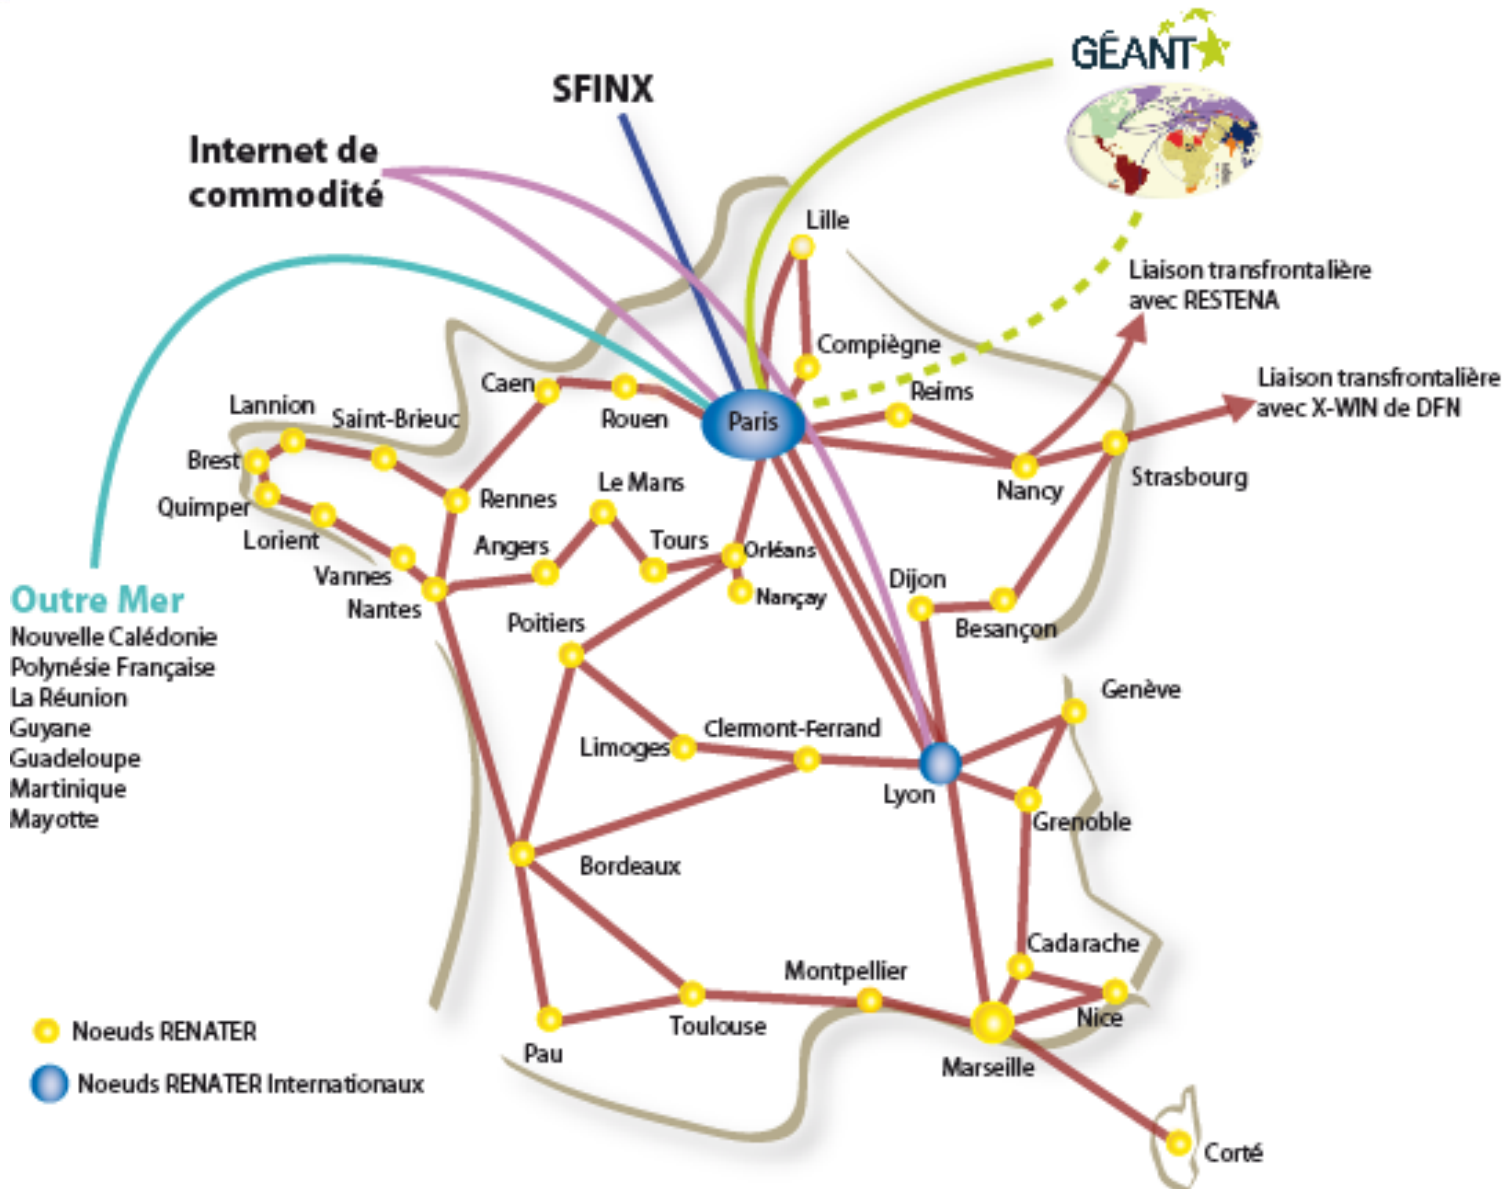 GÉANT
SFINX
Internet de
commodité
Lille
Liaison transfrontalière
avec RESTENA
Compiègne
Caen
Reims
Liaison transfrontalière
avec X-WIN de DFN
Lannion
Saint-Brieuc
Rouen
Paris
Brest
Le Mans
Strasbourg
Quimper
Rennes
Nancy
Lorient
Angers
Tours
Orléans
Vannes
Dijon
Nantes
Nançay
Outre Mer
Nouvelle Calédonie
Polynésie Française
La Réunion
Guyane
Guadeloupe
Martinique
Mayotte
Poitiers
Besançon
Genève
Limoges
Clermont-Ferrand
Lyon
Grenoble
Bordeaux
Cadarache
Montpellier
Toulouse
Nice
Pau
Marseille
Corté
Noeuds RENATER
Noeuds RENATER Internationaux